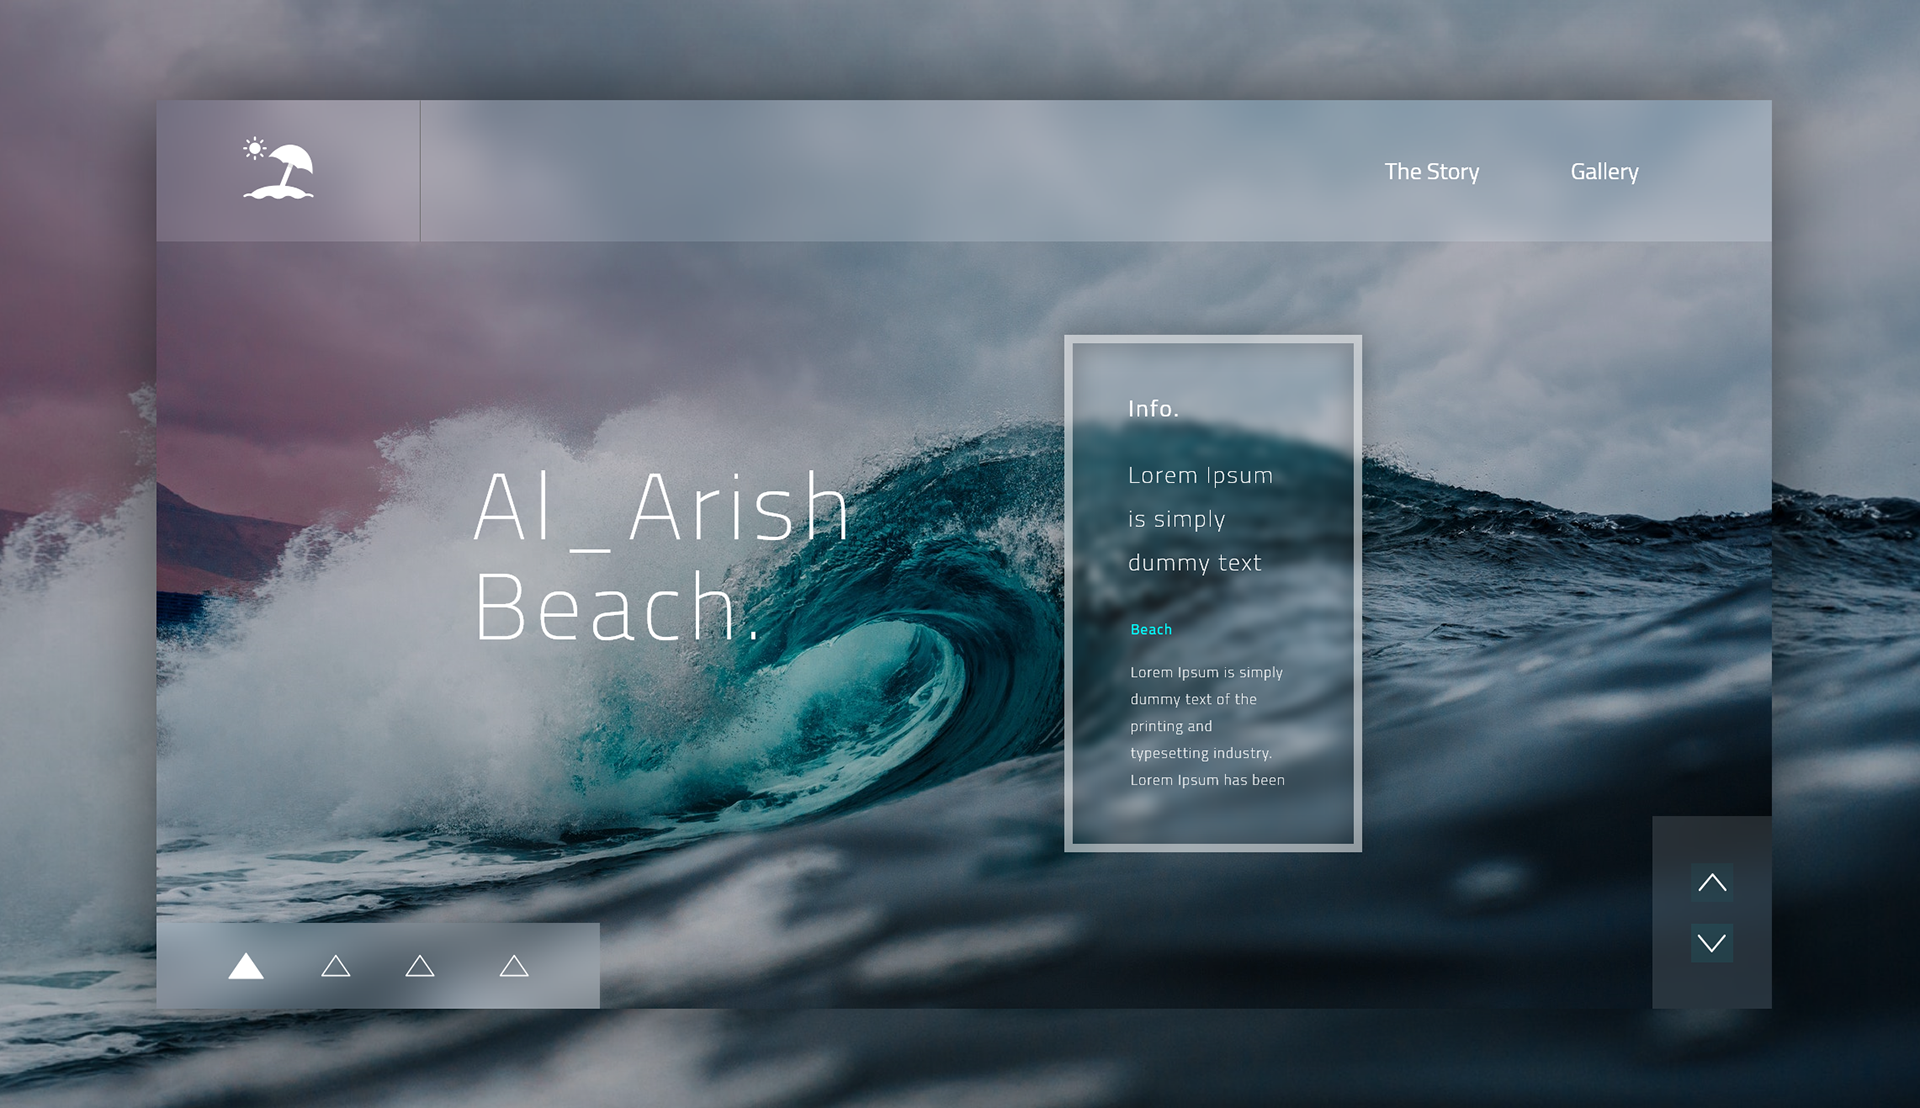 The Story
Gallery
Al_Arish
Beach.
Info.
Lorem Ipsum
is simply
dummy text
Beach
Lorem Ipsum is simply
dummy text of the
printing and
typesetting industry.
Lorem Ipsum has been